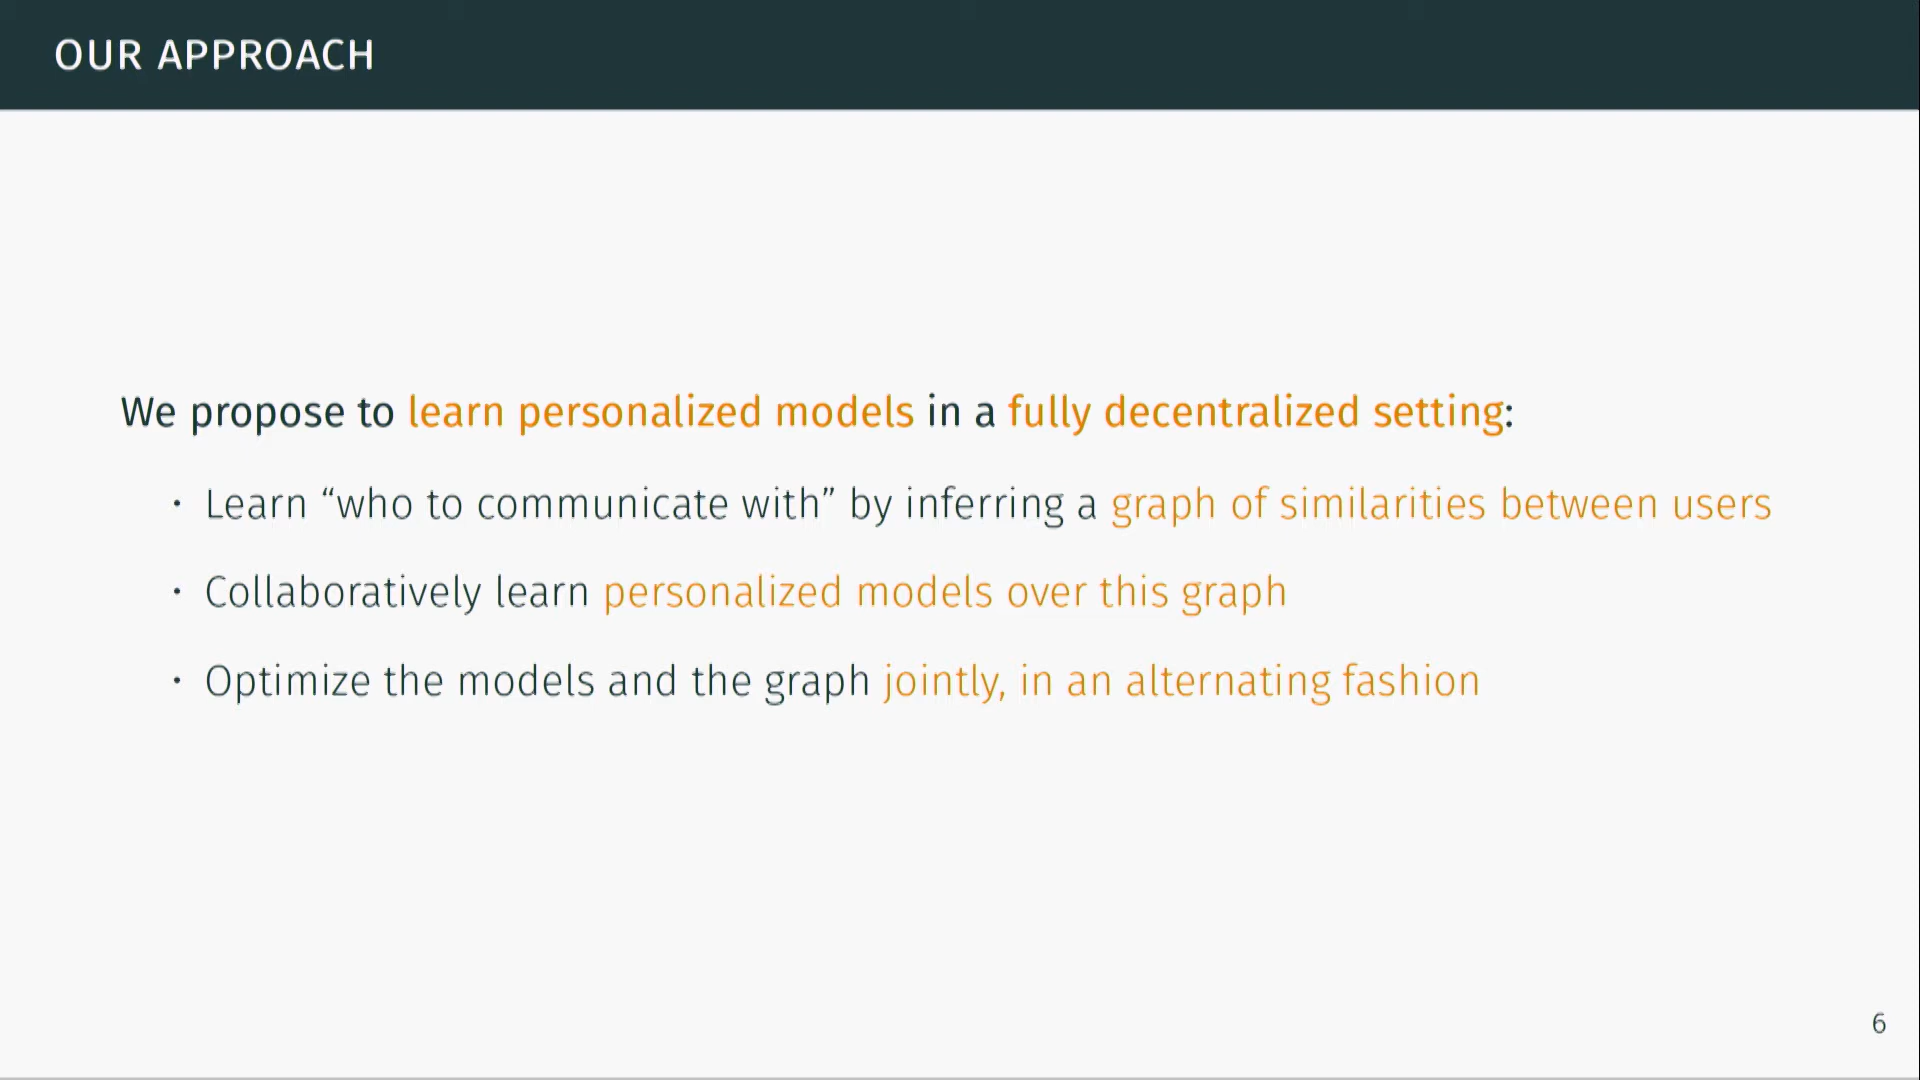 OUR APPROACH
We propose to learn personalized models in a fully decentralized setting:
· Learn “who to communicate with” by inferring a graph of similarities between users
· Collaboratively learn personalized models over this graph
· Optimize the models and the graph jointly, in an alternating fashion
6